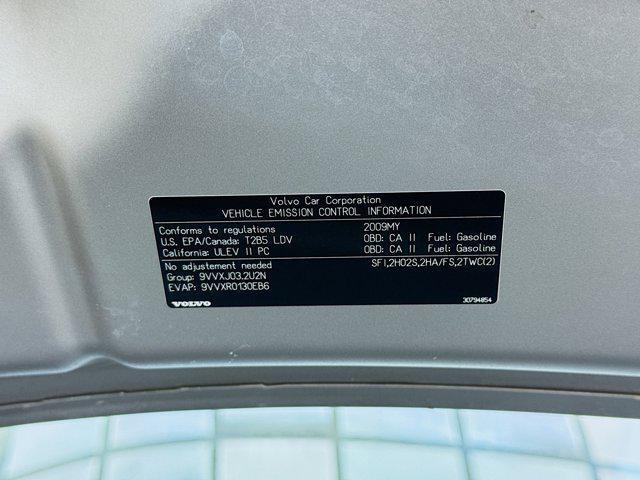 Volvo Car Corporation
VEHICLE EMISSION CONTROL INFORMATION
Conforms to regulations 2009MY
U.S. EPA/Canada: T2B5 LDV OBD: CA II Fuel: Gasoline
California: ULEV II PC OBD: CA II Fuel: Gasoline
No adjustement needed SFI,2HO2S,2HA/FS,2TWC(2)
Group: 9VVXJ03.2U2N
EVAP: 9VVXR0130EB6
VOLVO 30794854